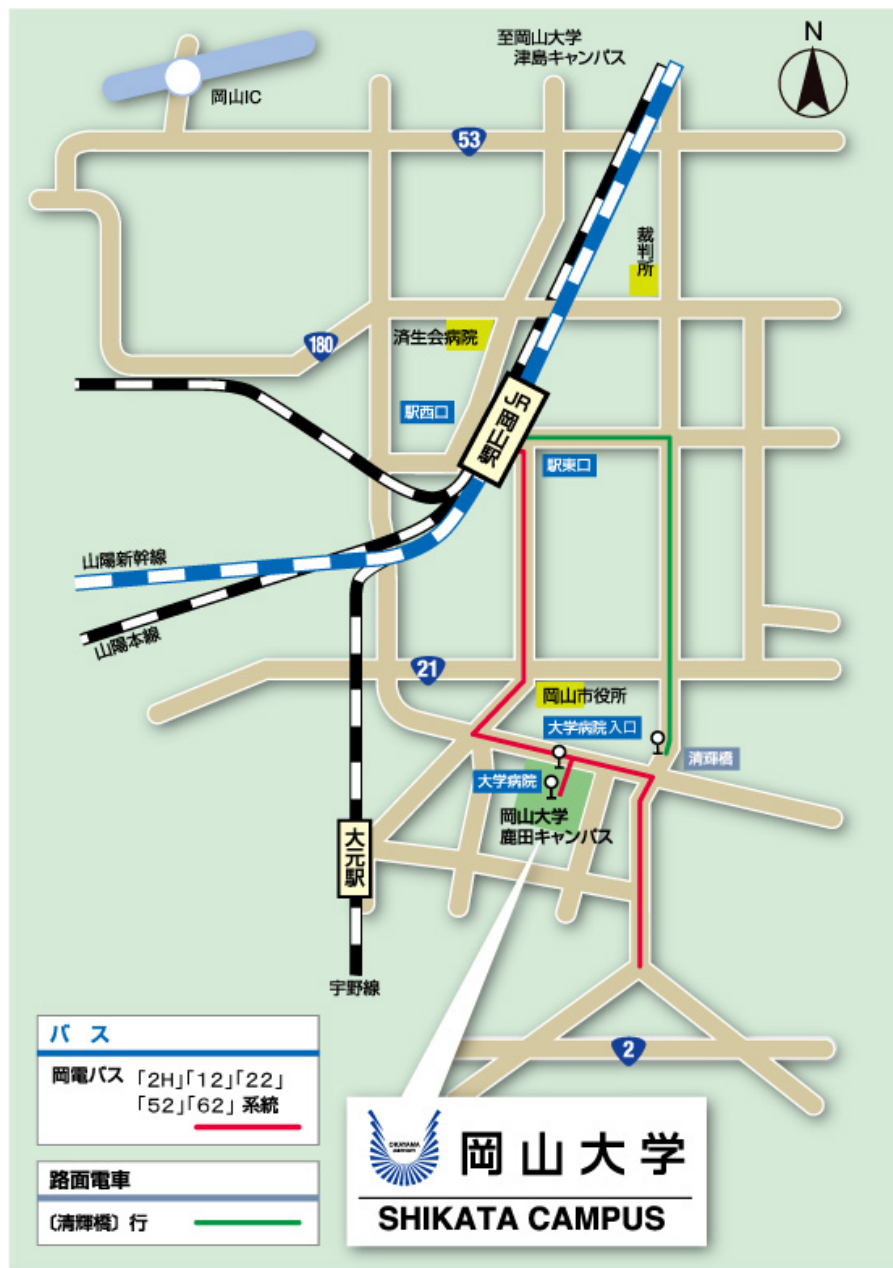 至岡山大学
津島キャンパス
N
岡山IC
53
裁判所
180
済生会病院
駅西口
JR岡山駅
駅東口
山陽新幹線
山陽本線
21
岡山市役所
大学病院入口
清輝橋
大学病院
岡山大学
鹿田キャンパス
大元駅
宇野線
2
バス
岡電バス 「2H」「12」「22」
「52」「62」系統
路面電車
〔清輝橋〕行
OKAYAMA
UNIVERSITY
岡山大学
SHIKATA CAMPUS